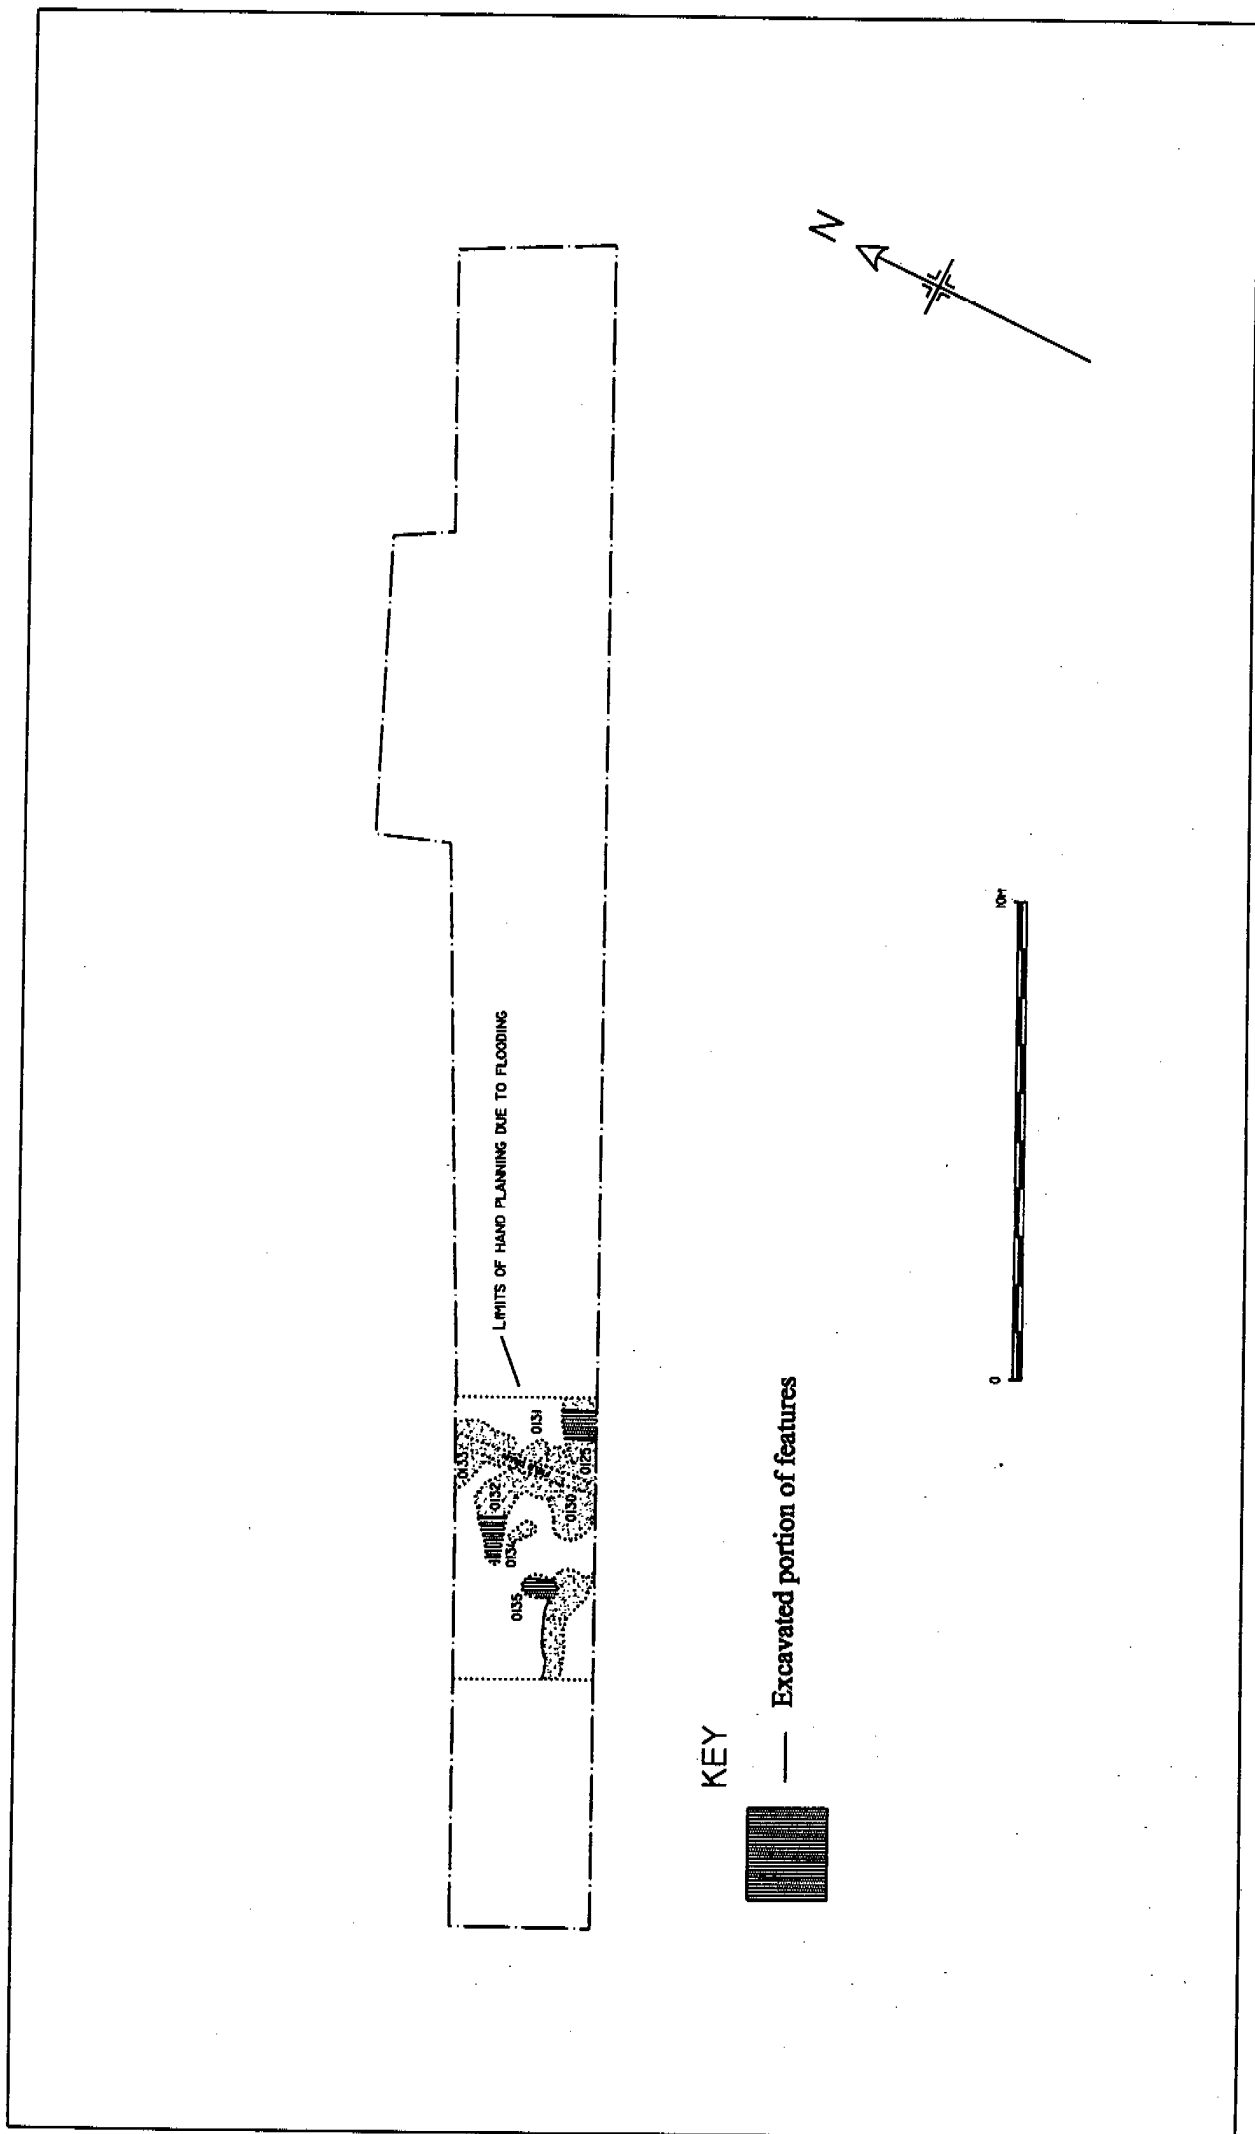 N
LIMITS OF HAND PLANNING DUE TO FLOODING
0133
0132
0131
0134
0130
0125
0135
0
10M
KEY
Excavated portion of features